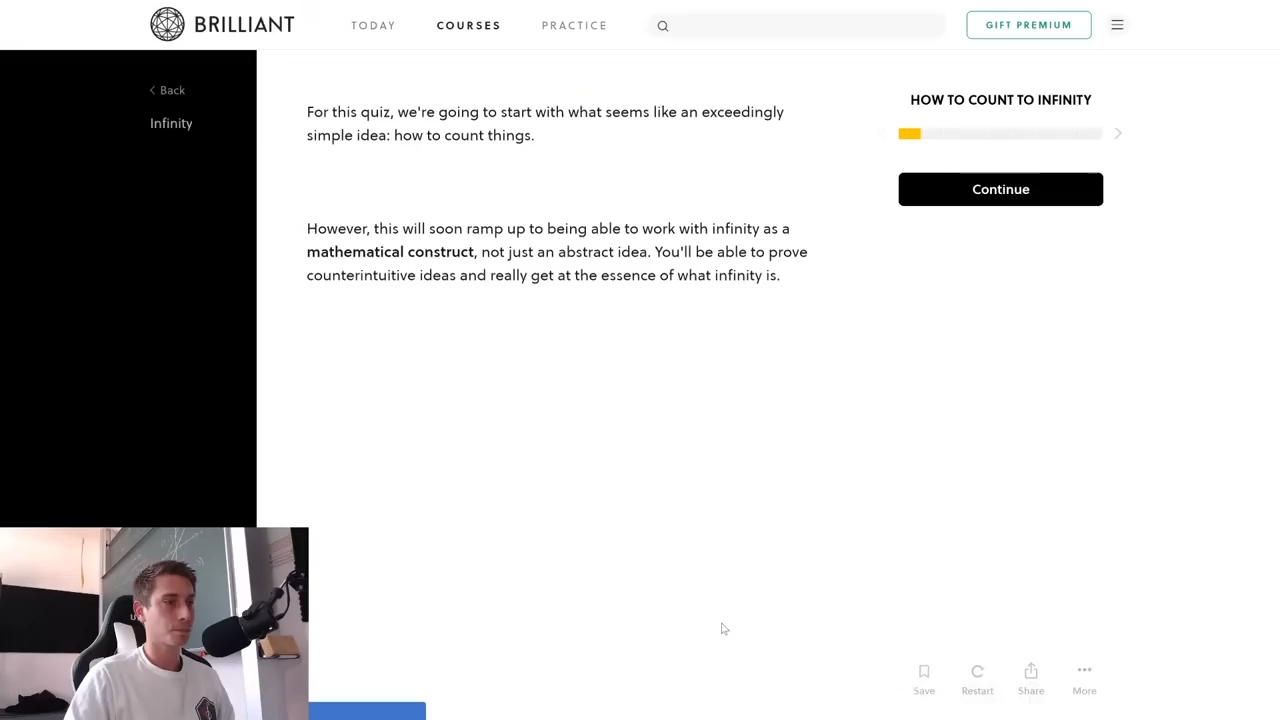 BRILLIANT
TODAY
COURSES
PRACTICE
GIFT PREMIUM
Back
Infinity
For this quiz, we're going to start with what seems like an exceedingly
simple idea: how to count things.
However, this will soon ramp up to being able to work with infinity as a
mathematical construct, not just an abstract idea. You'll be able to prove
counterintuitive ideas and really get at the essence of what infinity is.
HOW TO COUNT TO INFINITY
Continue
Save
Restart
Share
More